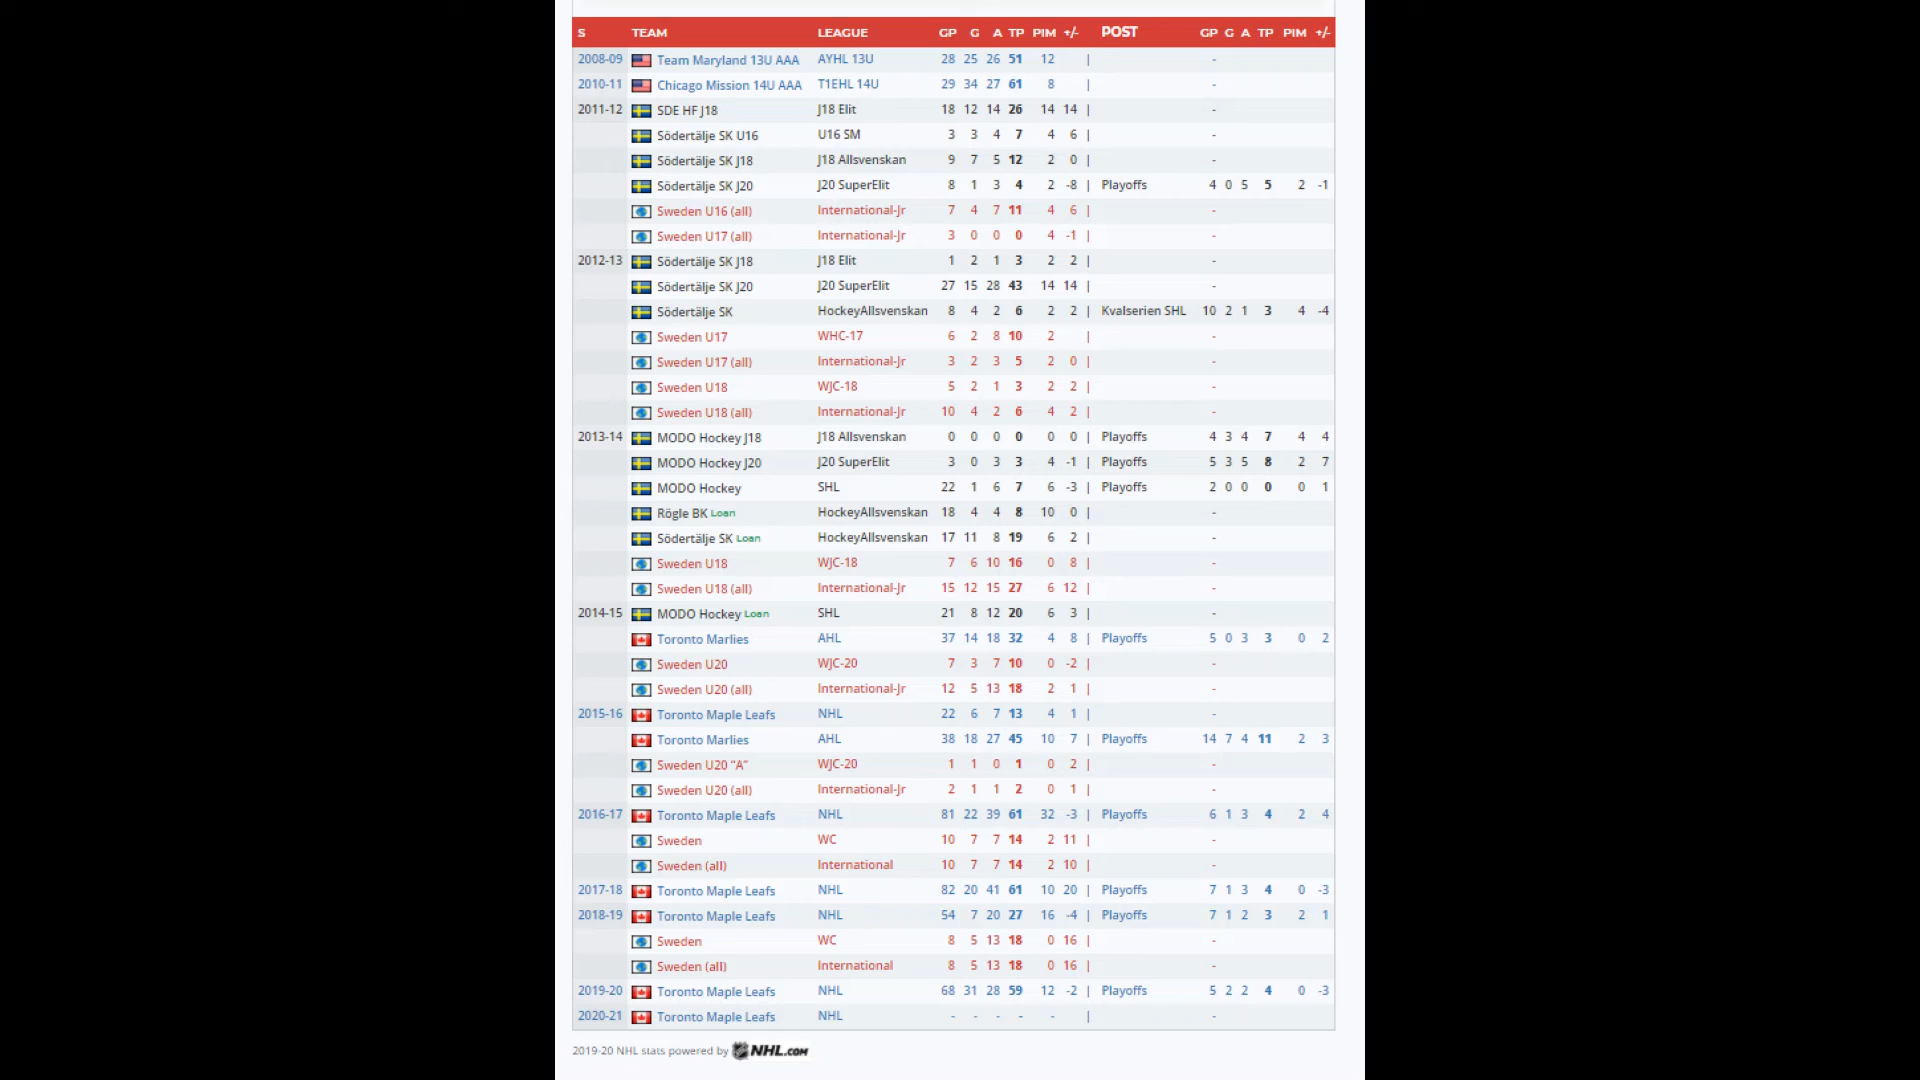 S TEAM LEAGUE GP G A TP PIM +/- POST GP G A TP PIM +/-
2008-09 Team Maryland 13U AAA AYHL 13U 28 25 26 51 12 | -
2010-11 Chicago Mission 14U AAA T1EHL 14U 29 34 27 61 8 | -
2011-12 SDE HF J18 J18 Elit 18 12 14 26 14 14 | -
Södertälje SK U16 U16 SM 3 3 4 7 4 6 | -
Södertälje SK J18 J18 Allsvenskan 9 7 5 12 2 0 | -
Södertälje SK J20 J20 SuperElit 8 1 3 4 2 -8 | Playoffs 4 0 5 5 2 -1
Sweden U16 (all) International-Jr 7 4 7 11 4 6 | -
Sweden U17 (all) International-Jr 3 0 0 0 4 -1 | -
2012-13 Södertälje SK J18 J18 Elit 1 2 1 3 2 2 | -
Södertälje SK J20 J20 SuperElit 27 15 28 43 14 14 | -
Södertälje SK HockeyAllsvenskan 8 4 2 6 2 2 | Kvalserien SHL 10 2 1 3 4 -4
Sweden U17 WHC-17 6 2 8 10 2 | -
Sweden U17 (all) International-Jr 3 2 3 5 2 0 | -
Sweden U18 WJC-18 5 2 1 3 2 2 | -
Sweden U18 (all) International-Jr 10 4 2 6 4 2 | -
2013-14 MODO Hockey J18 J18 Allsvenskan 0 0 0 0 0 0 | Playoffs 4 3 4 7 4 4
MODO Hockey J20 J20 SuperElit 3 0 3 3 4 -1 | Playoffs 5 3 5 8 2 7
MODO Hockey SHL 22 1 6 7 6 -3 | Playoffs 2 0 0 0 0 1
Rögle BK Loan HockeyAllsvenskan 18 4 4 8 10 0 | -
Södertälje SK Loan HockeyAllsvenskan 17 11 8 19 6 2 | -
Sweden U18 WJC-18 7 6 10 16 0 8 | -
Sweden U18 (all) International-Jr 15 12 15 27 6 12 | -
2014-15 MODO Hockey Loan SHL 21 8 12 20 6 3 | -
Toronto Marlies AHL 37 14 18 32 4 8 | Playoffs 5 0 3 3 0 2
Sweden U20 WJC-20 7 3 7 10 0 -2 | -
Sweden U20 (all) International-Jr 12 5 13 18 2 1 | -
2015-16 Toronto Maple Leafs NHL 22 6 7 13 4 1 | -
Toronto Marlies AHL 38 18 27 45 10 7 | Playoffs 14 7 4 11 2 3
Sweden U20 “A” WJC-20 1 1 0 1 0 2 | -
Sweden U20 (all) International-Jr 2 1 1 2 0 1 | -
2016-17 Toronto Maple Leafs NHL 81 22 39 61 32 -3 | Playoffs 6 1 3 4 2 4
Sweden WC 10 7 7 14 2 11 | -
Sweden (all) International 10 7 7 14 2 10 | -
2017-18 Toronto Maple Leafs NHL 82 20 41 61 10 20 | Playoffs 7 1 3 4 0 -3
2018-19 Toronto Maple Leafs NHL 54 7 20 27 16 -4 | Playoffs 7 1 2 3 2 1
Sweden WC 8 5 13 18 0 16 | -
Sweden (all) International 8 5 13 18 0 16 | -
2019-20 Toronto Maple Leafs NHL 68 31 28 59 12 -2 | Playoffs 5 2 2 4 0 -3
2020-21 Toronto Maple Leafs NHL - - - - - | -
2019-20 NHL stats powered by NHL.COM